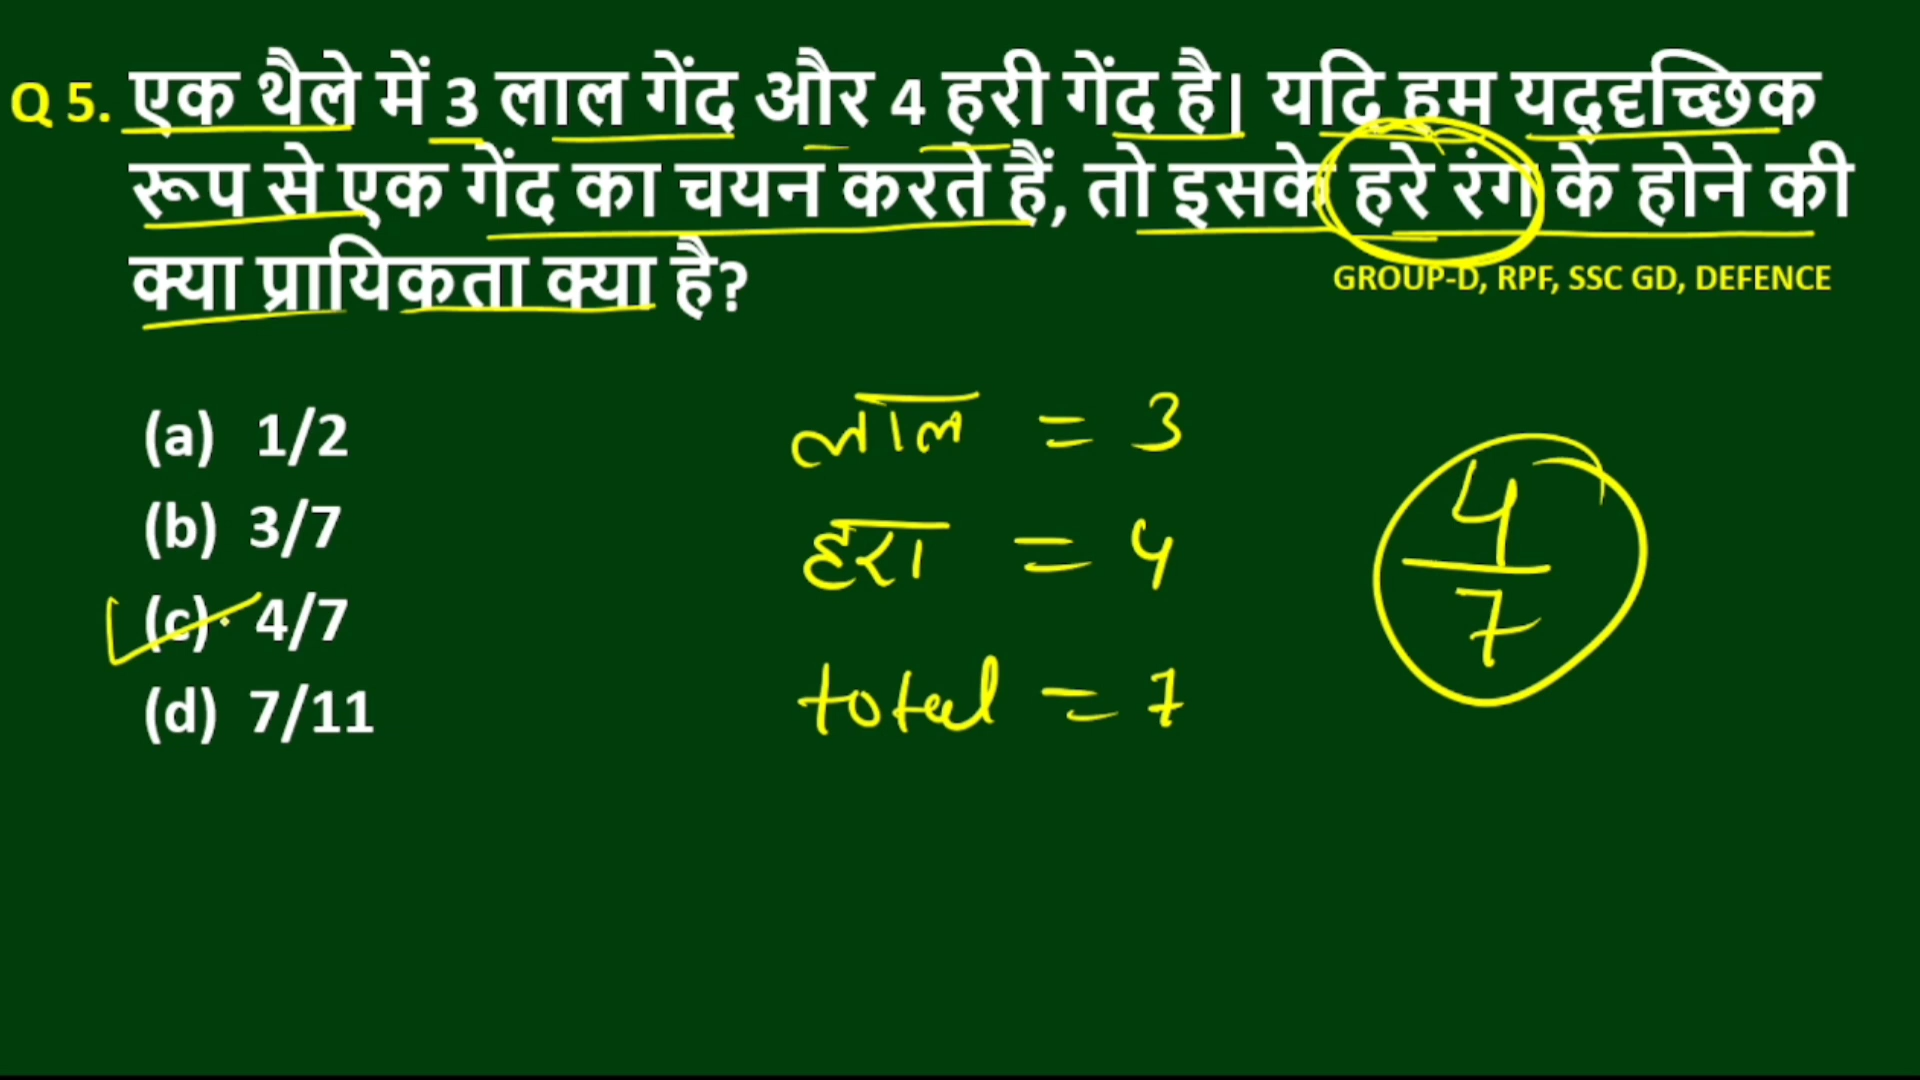 Q 5. एक थैले में 3 लाल गेंद और 4 हरी गेंद है। यदि हम यद्दृच्छिक
रूप से एक गेंद का चयन करते हैं, तो इसके हरे रंग के होने की
क्या प्रायिकता क्या है?
GROUP-D, RPF, SSC GD, DEFENCE
(a) 1/2
(b) 3/7
(c) 4/7
(d) 7/11
लाल = 3
हरा = 4
total = 7
4
7